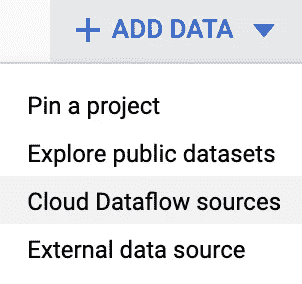 + ADD DATA
Pin a project
Explore public datasets
Cloud Dataflow sources
External data source